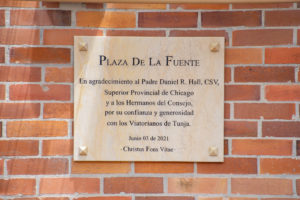 PLAZA DE LA FUENTE
En agradecimiento al Padre Daniel R. Hall, CSV,
Superior Provincial de Chicago
y a los Hermanos del Consejo,
por su confianza y generosidad
con los Viatorianos de Tunja.
Junio 03 de 2021
- Christus Fons Vitae -